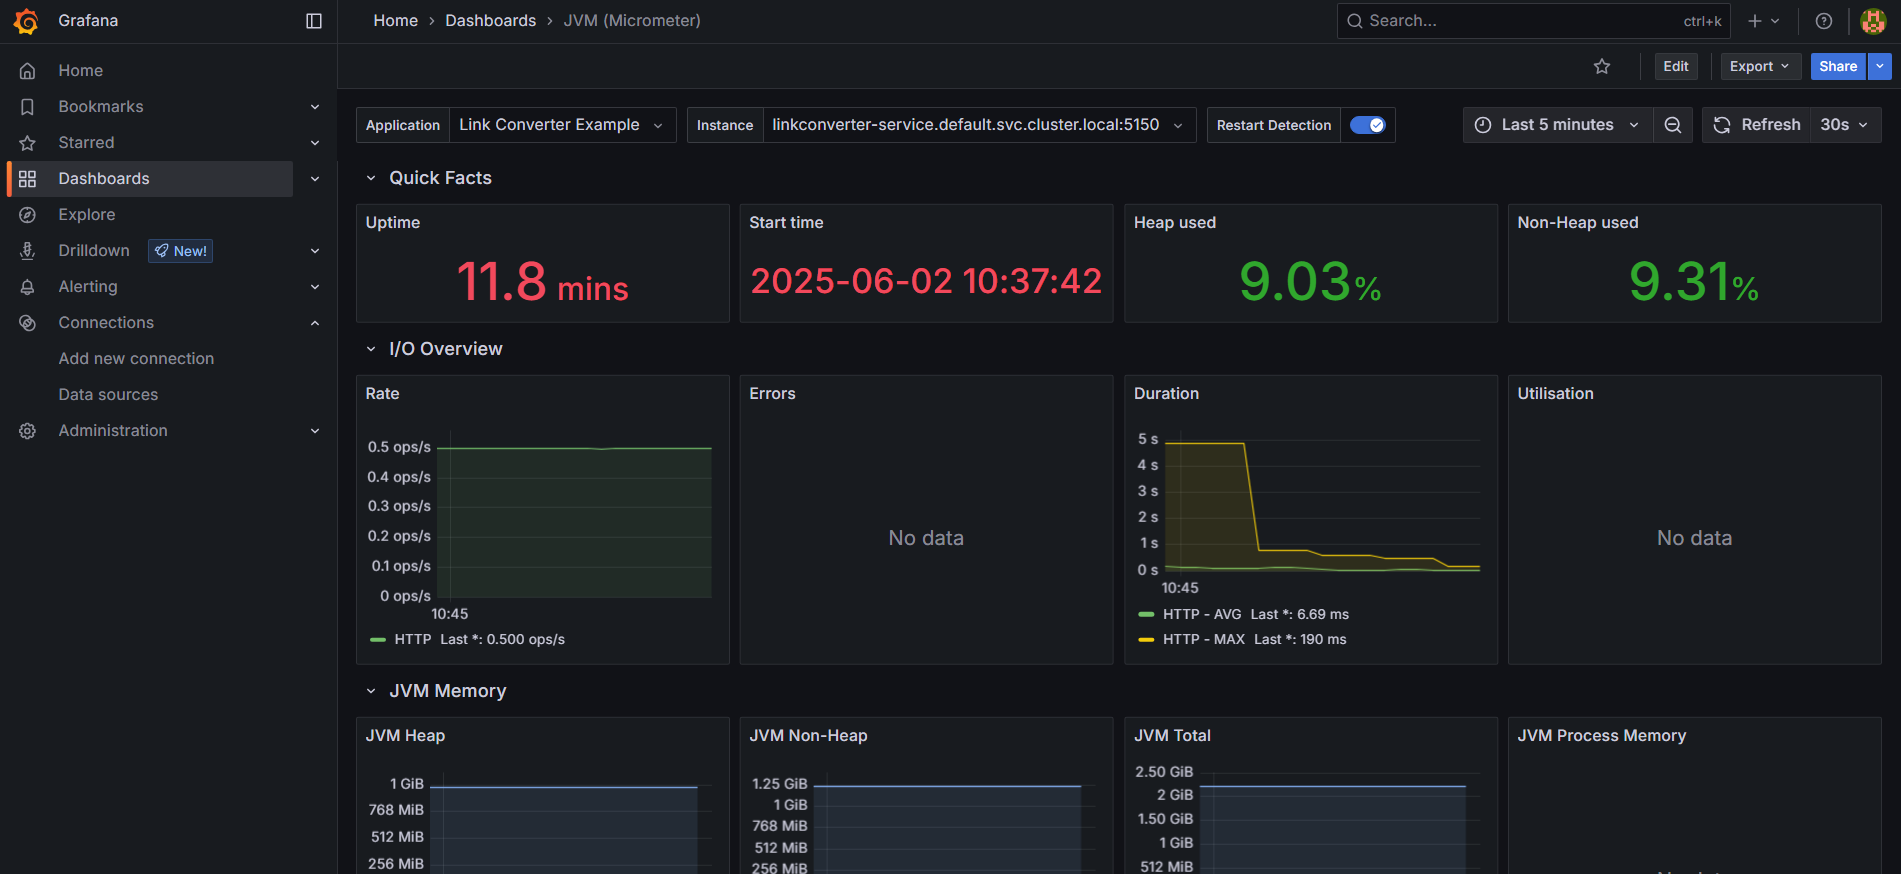 Grafana
Home
Dashboards
JVM (Micrometer)
Search...
ctrl+k
Home
Bookmarks
Starred
Dashboards
Explore
Drilldown
New!
Alerting
Connections
Add new connection
Data sources
Administration
Edit
Export
Share
Application
Link Converter Example
Instance
linkconverter-service.default.svc.cluster.local:5150
Restart Detection
Last 5 minutes
Refresh
30s
Quick Facts
Uptime
11.8 mins
Start time
2025-06-02 10:37:42
Heap used
9.03%
Non-Heap used
9.31%
I/O Overview
Rate
0.5 ops/s
0.4 ops/s
0.3 ops/s
0.2 ops/s
0.1 ops/s
0 ops/s
10:45
HTTP Last *: 0.500 ops/s
Errors
No data
Duration
5 s
4 s
3 s
2 s
1 s
0 s
10:45
HTTP - AVG Last *: 6.69 ms
HTTP - MAX Last *: 190 ms
Utilisation
No data
JVM Memory
JVM Heap
1 GiB
768 MiB
512 MiB
256 MiB
JVM Non-Heap
1.25 GiB
1 GiB
768 MiB
512 MiB
256 MiB
JVM Total
2.50 GiB
2 GiB
1.50 GiB
1 GiB
512 MiB
JVM Process Memory